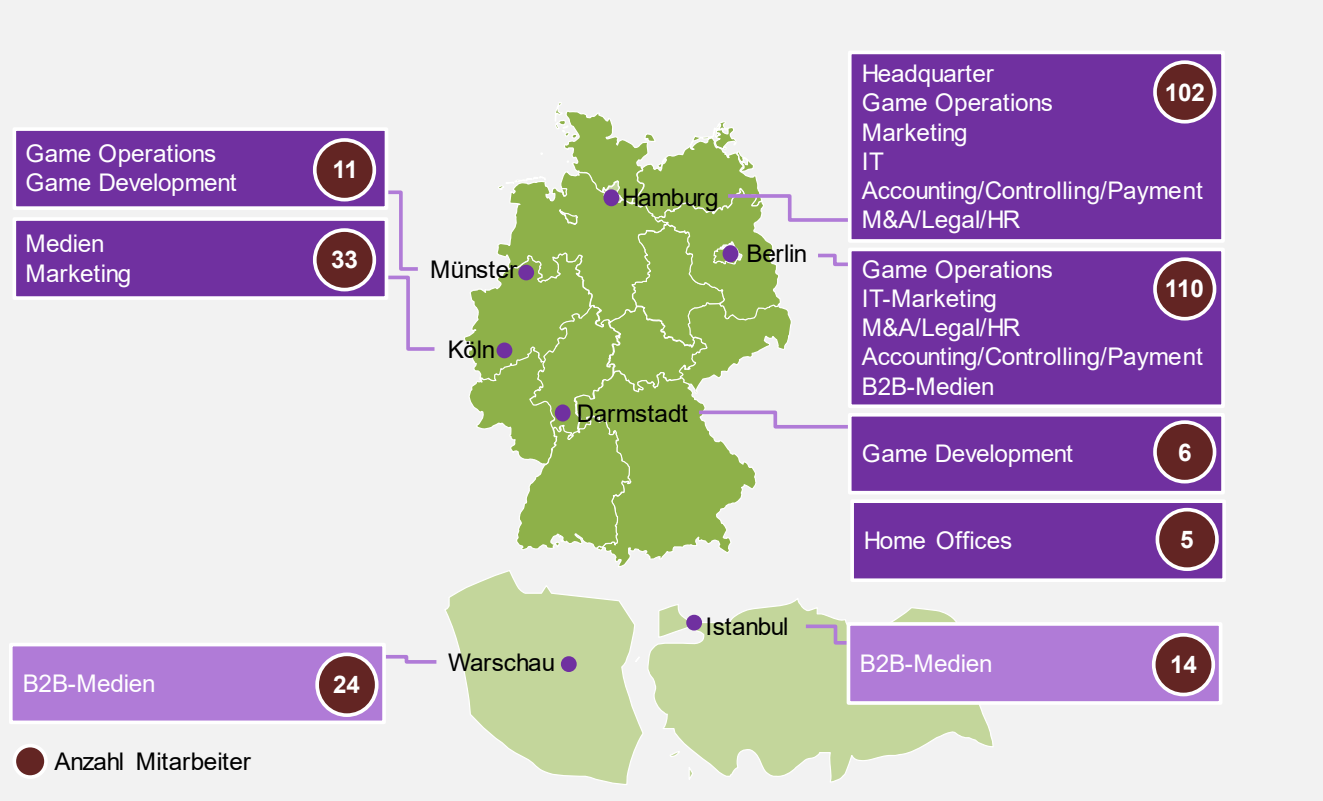 Headquarter
Game Operations
Marketing
IT
Accounting/Controlling/Payment
M&A/Legal/HR
102
Game Operations
Game Development
11
Medien
Marketing
33
Hamburg
Berlin
Münster
Köln
Darmstadt
Game Operations
IT-Marketing
M&A/Legal/HR
Accounting/Controlling/Payment
B2B-Medien
110
Game Development
6
Home Offices
5
Istanbul
Warschau
B2B-Medien
14
B2B-Medien
24
Anzahl Mitarbeiter